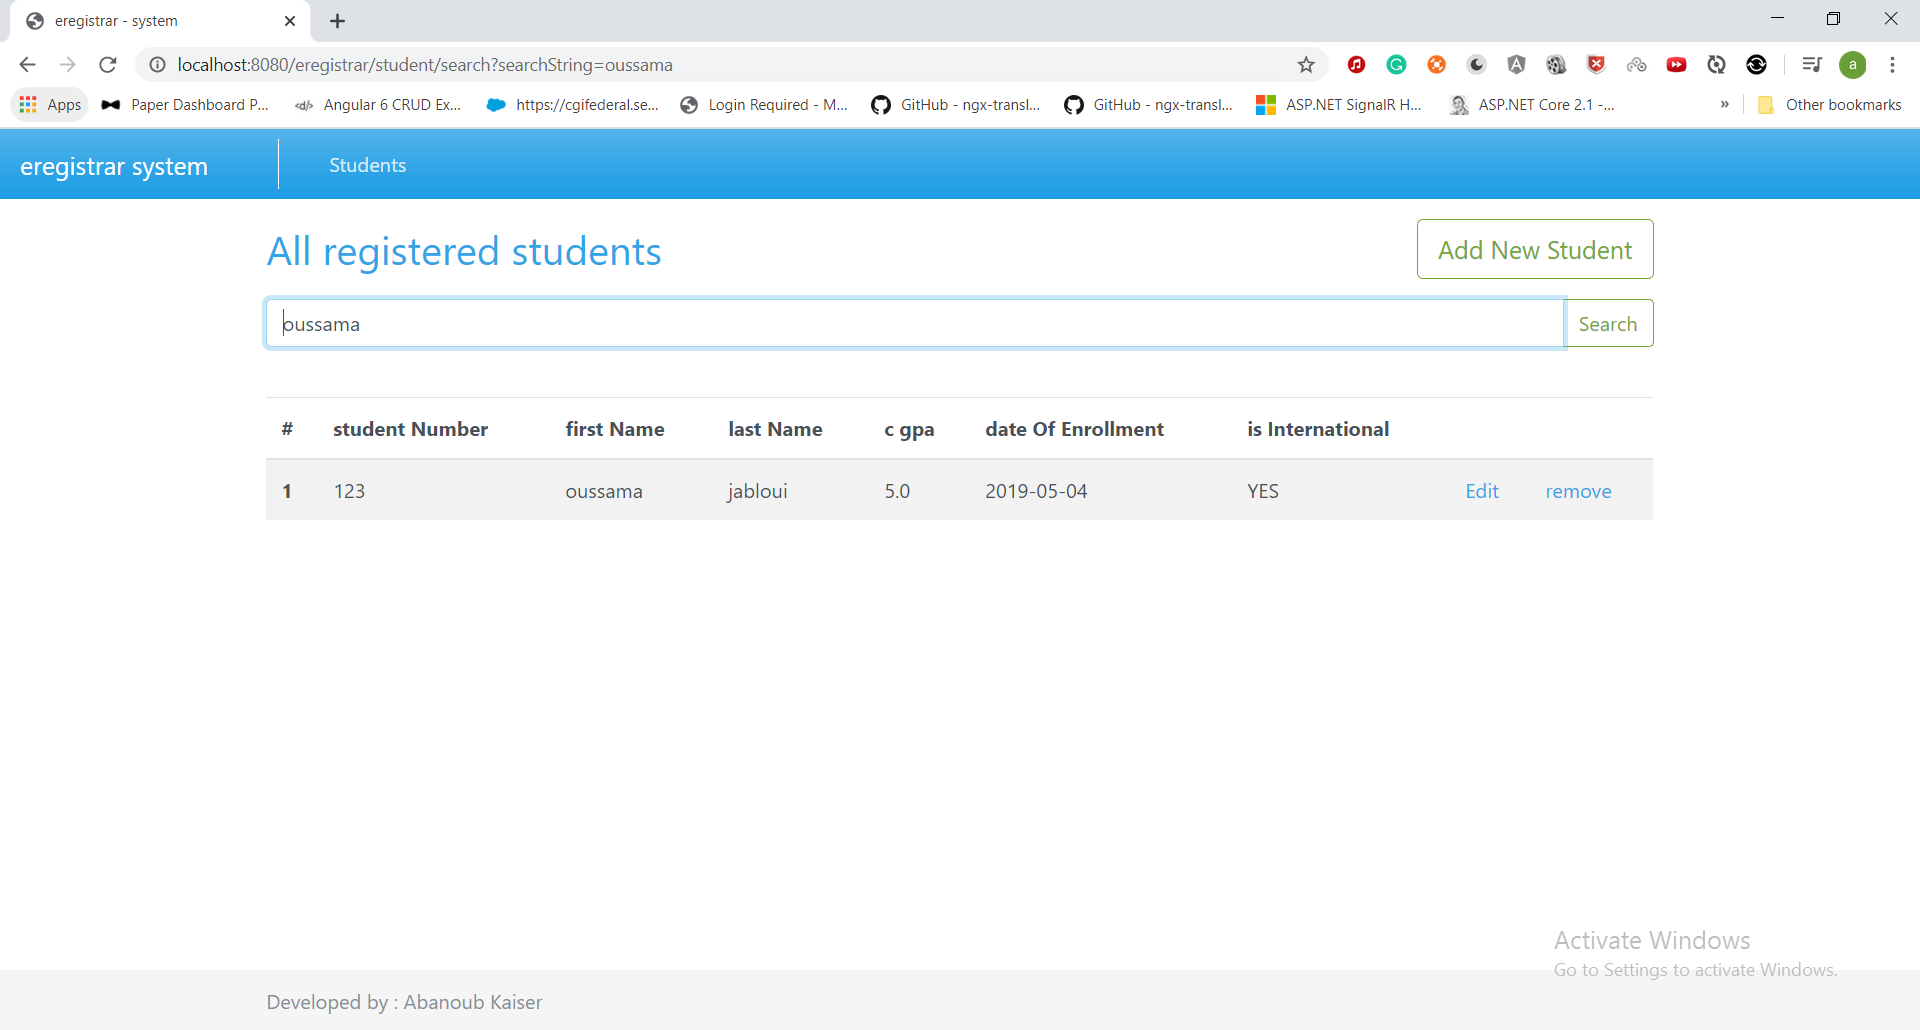 eregistrar - system
localhost:8080/eregistrar/student/search?searchString=oussama
a
Apps Paper Dashboard P... Angular 6 CRUD Ex... https://cgifederal.se... Login Required - M... GitHub - ngx-transl... GitHub - ngx-transl... ASP.NET SignalR H... ASP.NET Core 2.1 -... » Other bookmarks
eregistrar system Students
All registered students Add New Student
oussama Search
# student Number first Name last Name c gpa date Of Enrollment is International
1 123 oussama jabloui 5.0 2019-05-04 YES Edit remove
Activate Windows
Go to Settings to activate Windows.
Developed by : Abanoub Kaiser